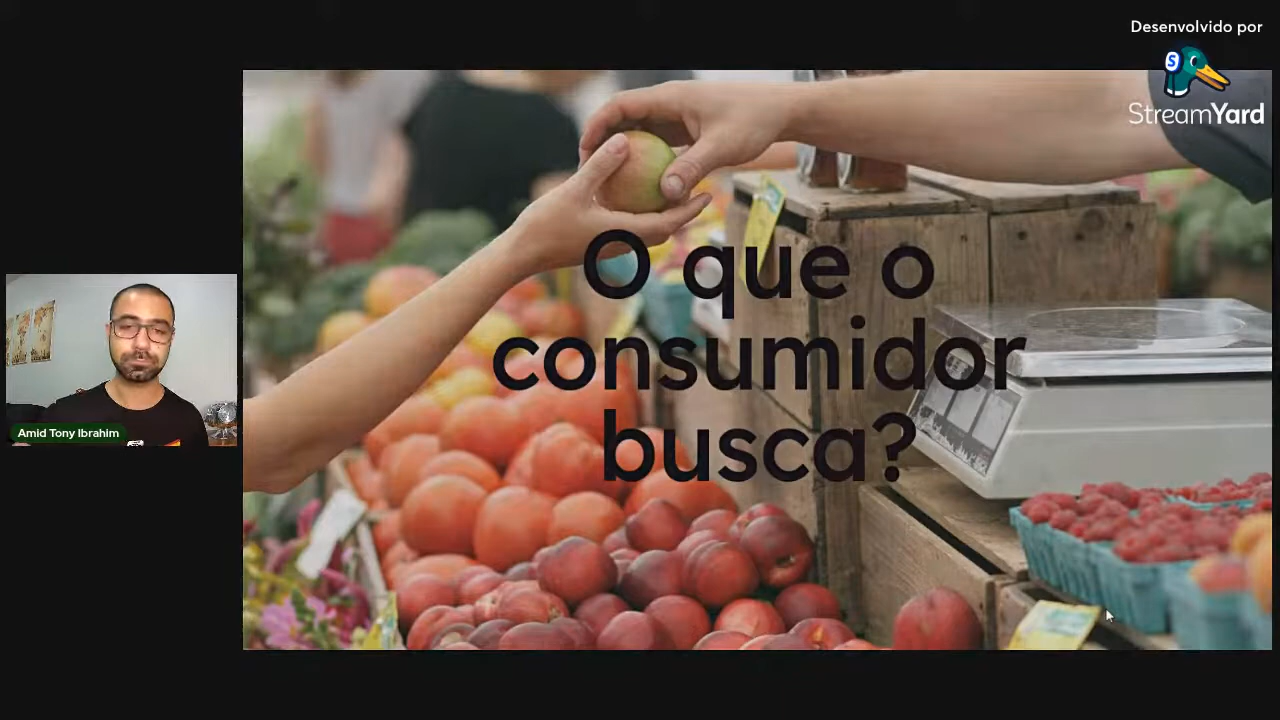 Desenvolvido por
StreamYard
O que o
consumidor
busca?
Amid Tony Ibrahim